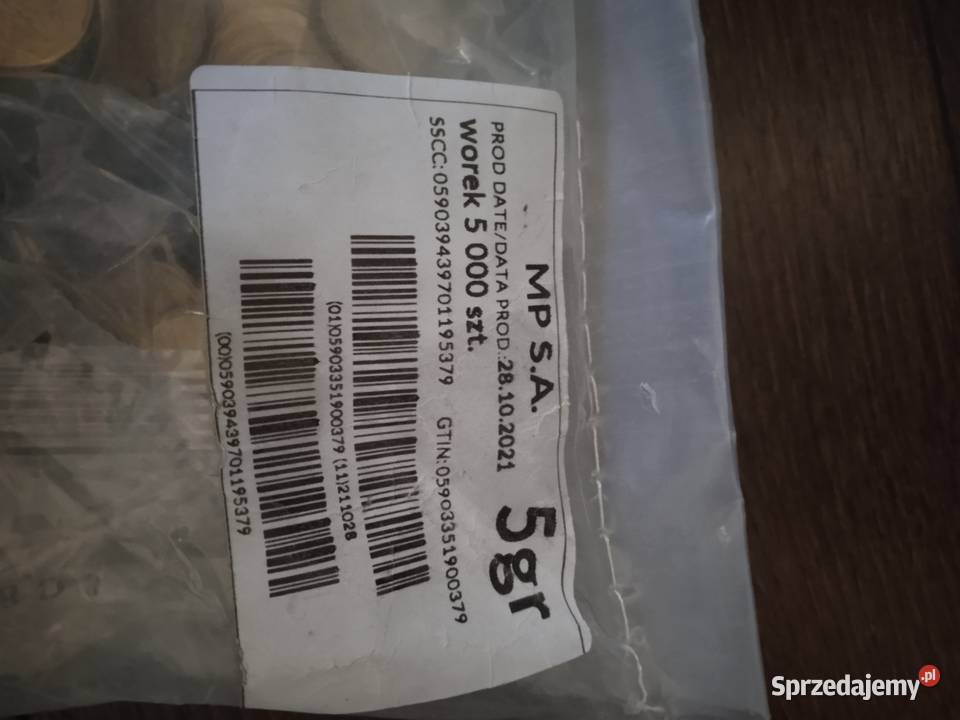 MP S.A.
5gr
PROD DATE/DATA PROD.:28.10.2021
worek 5 000 szt.
SSCC:059039439701195379 GTIN:05903351900379
(01)05903351900379(11)211028
(00)059039439701195379
Sprzedajemy.pl